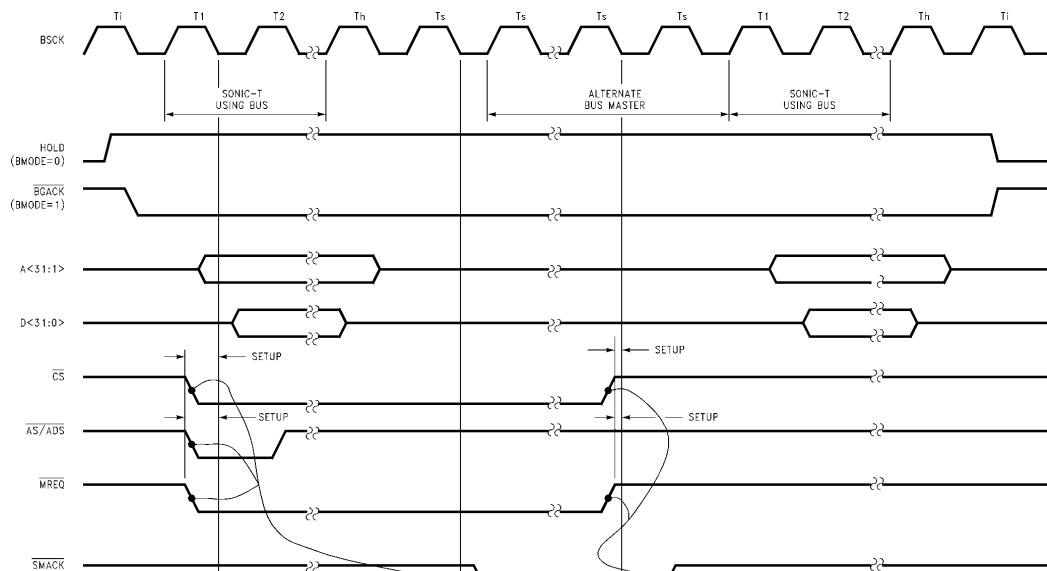 Ti T1 T2 Th Ts Ts Ts Ts T1 T2 Th Ti
BSCK
SONIC-T
USING BUS
ALTERNATE
BUS MASTER
SONIC-T
USING BUS
HOLD
(BMODE=0)
BGACK
(BMODE=1)
A<31:1>
D<31:0>
SETUP
SETUP
CS
SETUP
SETUP
AS/ADS
MREQ
SMACK